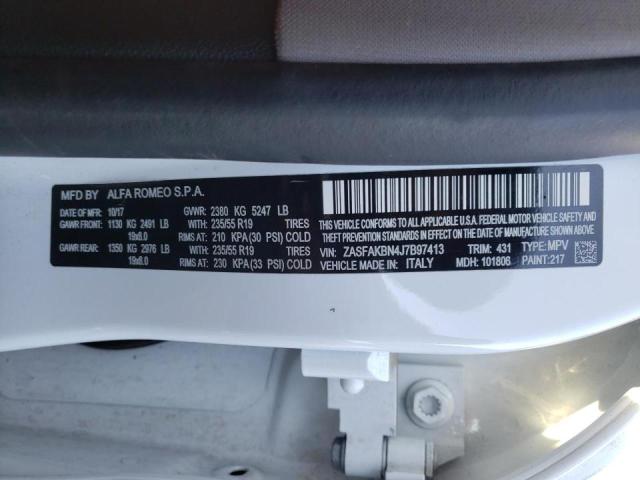 MFD BY ALFA ROMEO S.P.A.
DATE OF MFR: 10/17 GVWR: 2380 KG 5247 LB
GAWR FRONT: 1130 KG 2491 LB WITH: 235/55 R19 TIRES
19x8.0 RIMS AT: 210 KPA (30 PSI) COLD
GAWR REAR: 1350 KG 2976 LB WITH: 235/55 R19 TIRES
19x8.0 RIMS AT: 230 KPA (33 PSI) COLD
THIS VEHICLE CONFORMS TO ALL APPLICABLE U.S.A. FEDERAL MOTOR VEHICLE SAFETY, BUMPER, AND
THEFT PREVENTION STANDARDS IN EFFECT ON THE DATE OF MANUFACTURE SHOWN ABOVE.
VIN: ZASFAKBN4J7B97413 TRIM: 431 TYPE: MPV
VEHICLE MADE IN: ITALY MDH: 101806 PAINT: 217